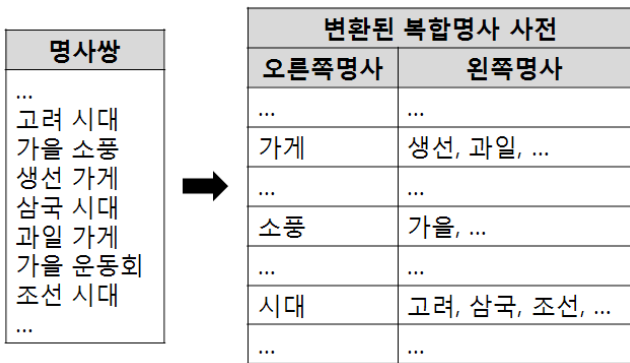 명사쌍
...
고려 시대
가을 소풍
생선 가게
삼국 시대
과일 가게
가을 운동회
조선 시대
...
변환된 복합명사 사전
오른쪽명사 왼쪽명사
... ...
가게 생선, 과일, ...
... ...
소풍 가을, ...
... ...
시대 고려, 삼국, 조선, ...
... ...